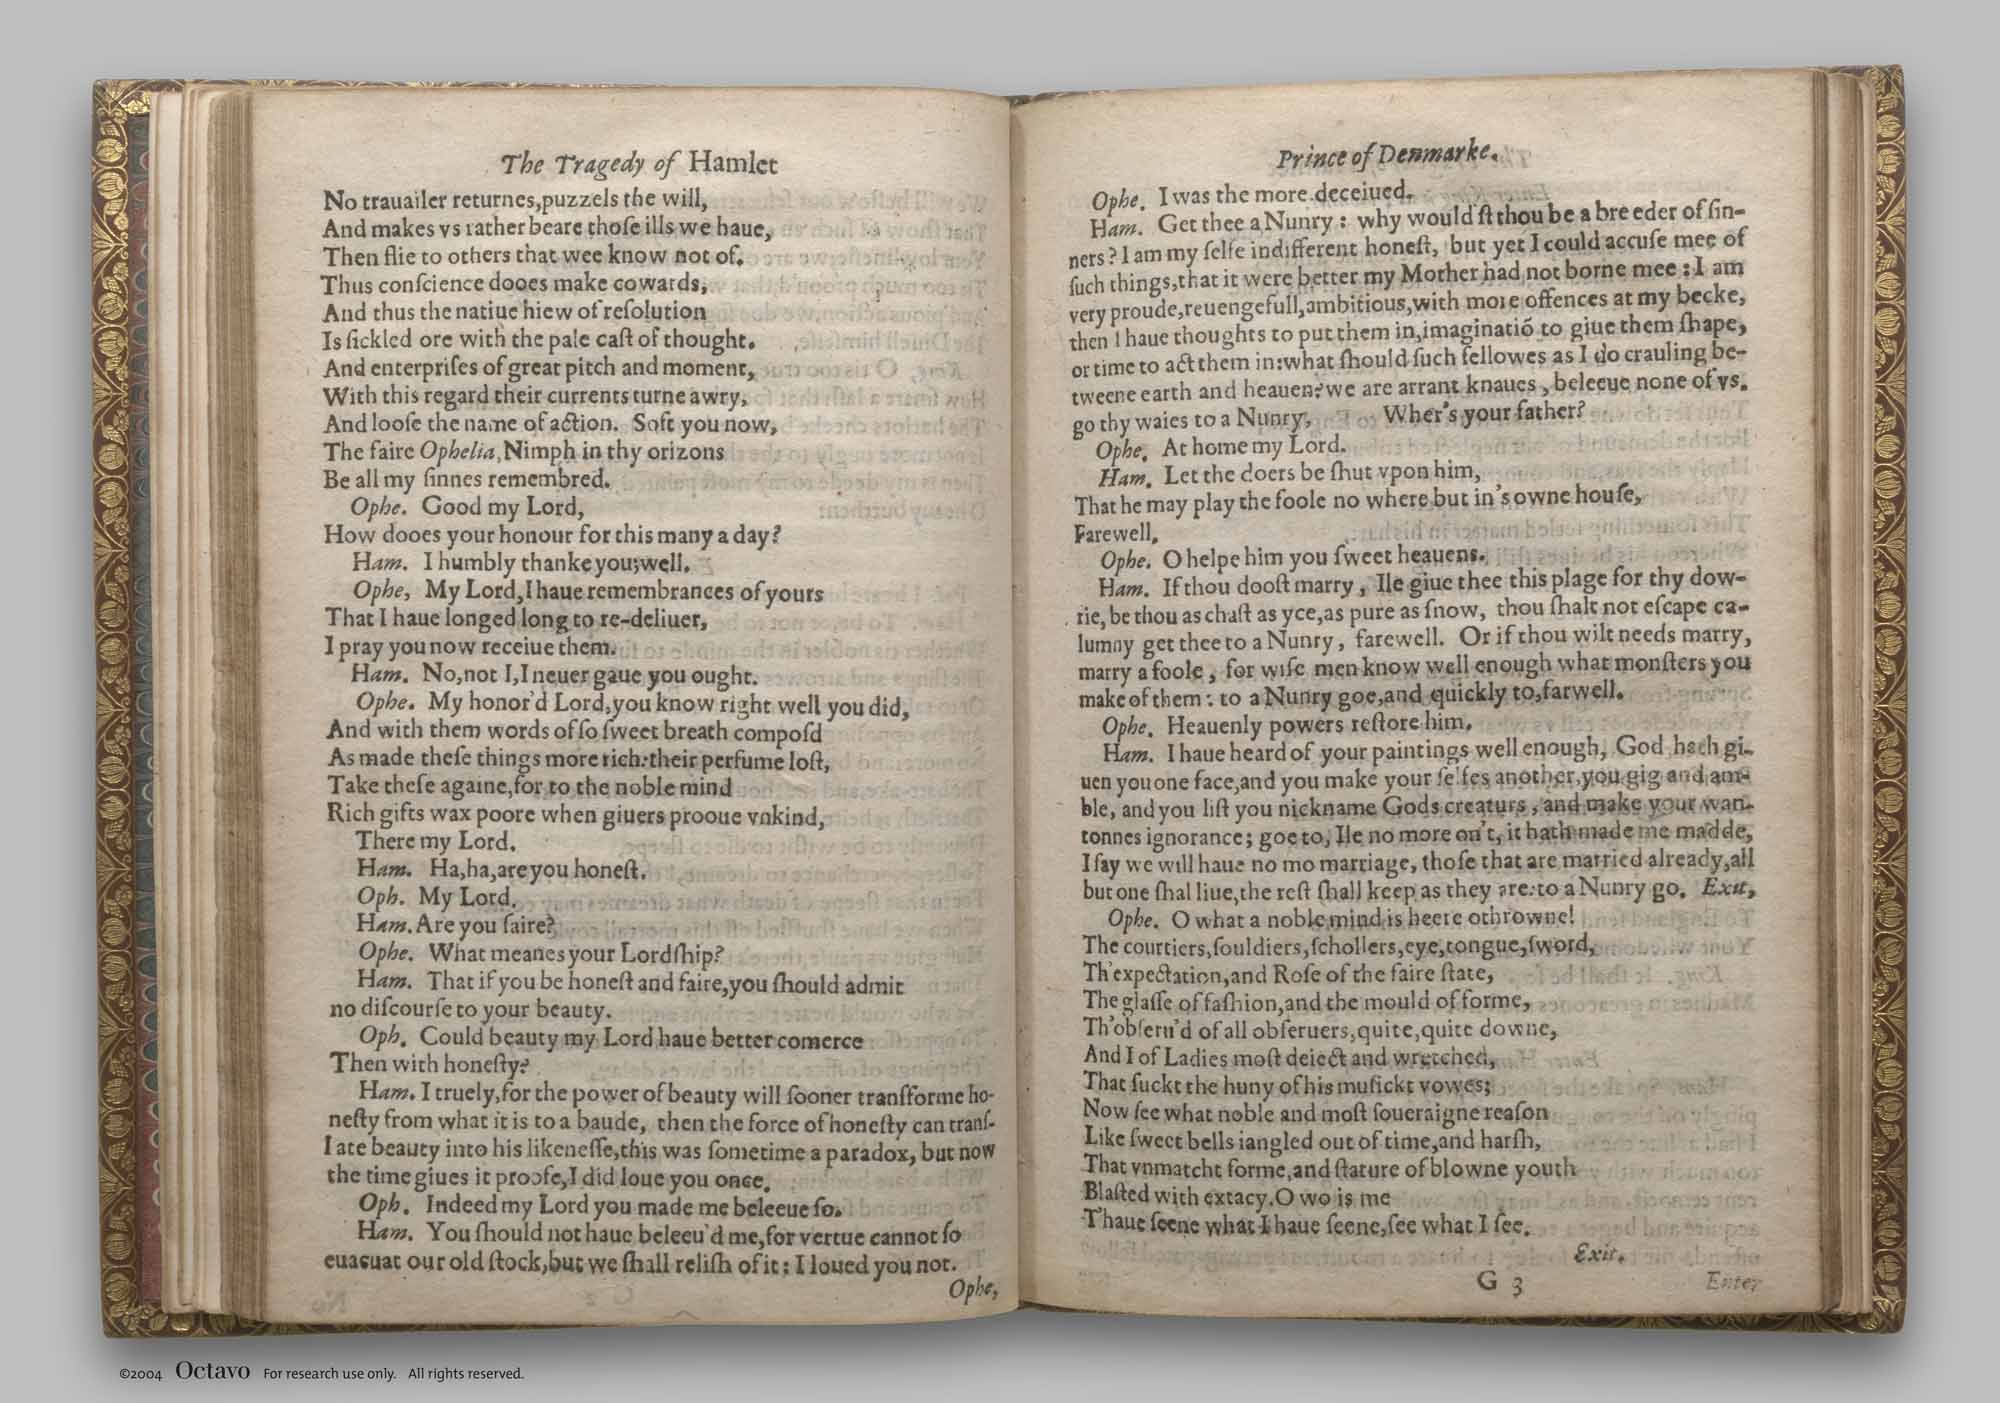 The Tragedy of Hamlet
No trauailer returnes,puzzels the will,
And makes vs rather beare thoſe ills we haue,
Then flie to others that wee know not of.
Thus conſcience dooes make cowards,
And thus the natiue hiew of reſolution
Is ſickled ore with the pale caſt of thought.
And enterpriſes of great pitch and moment,
With this regard their currents turne awry,
And looſe the name of action. Soft you now,
The faire Ophelia, Nimph in thy orizons
Be all my ſinnes remembred.
Ophe. Good my Lord,
How dooes your honour for this many a day?
Ham. I humbly thanke you;well.
Ophe, My Lord,I haue remembrances of yours
That I haue longed long to re-deliuer,
I pray you now receiue them.
Ham. No,not I,I neuer gaue you ought.
Ophe. My honor'd Lord,you know right well you did,
And with them words of ſo ſweet breath compoſd
As made theſe things more rich:their perfume loſt,
Take theſe againe,for to the noble mind
Rich gifts wax poore when giuers prooue vnkind,
There my Lord.
Ham. Ha,ha,are you honeſt.
Oph. My Lord.
Ham. Are you faire?
Ophe. What meanes your Lordſhip?
Ham. That if you be honeſt and faire,you ſhould admit
no diſcourſe to your beauty.
Oph. Could beauty my Lord haue better comerce
Then with honeſty?
Ham. I truely,for the power of beauty will ſooner transforme ho-
neſty from what it is to a baude, then the force of honeſty can tranſ-
late beauty into his likeneſſe,this was ſometime a paradox, but now
the time giues it proofe,I did loue you once.
Oph. Indeed my Lord you made me beleeue ſo.
Ham. You ſhould not haue beleeu'd me,for vertue cannot ſo
euacuat our old ſtock,but we ſhall reliſh of it; I loued you not.
Ophe,
Prince of Denmarke.
Ophe. I was the more deceiued.
Ham. Get thee a Nunry: why would'ſt thou be a breeder of ſin-
ners? I am my ſelfe indifferent honeſt, but yet I could accuſe mee of
ſuch things,that it were better my Mother had not borne mee: I am
very proude,reuengefull,ambitious,with more offences at my becke,
then I haue thoughts to put them in,imaginatiō to giue them ſhape,
or time to act them in:what ſhould ſuch fellowes as I do crauling be-
tweene earth and heauen?we are arrant knaues, beleeue none of vs.
go thy waies to a Nunry. Wher's your father?
Ophe. At home my Lord.
Ham. Let the doers be ſhut vpon him,
That he may play the foole no where but in's owne houſe,
Farewell.
Ophe. O helpe him you ſweet heauens.
Ham. If thou dooſt marry, Ile giue thee this plage for thy dow-
rie,be thou as chaſt as yce,as pure as ſnow, thou ſhalt not eſcape ca-
lumny get thee to a Nunry, farewell. Or if thou wilt needs marry,
marry a foole, for wiſe men know well enough what monſters you
make of them: to a Nunry goe,and quickly to,farwell.
Ophe. Heauenly powers reſtore him.
Ham. I haue heard of your paintings well enough, God hath gi-
uen you one face,and you make your ſelfes another,you gig and am-
ble, and you liſt you nickname Gods creaturs, and make your wan-
tonnes ignorance; goe to, Ile no more on't, it hath made me madde,
I ſay we will haue no mo marriage, thoſe that are married already,all
but one ſhal liue,the reſt ſhall keep as they are:to a Nunry go. Exit,
Ophe. O what a noble mind is heere othrowne!
The courtiers,ſouldiers,ſchollers,eye,tongue,ſword,
Th'expectation,and Roſe of the faire ſtate,
The glaſſe of faſhion,and the mould of forme,
Th'obſeru'd of all obſeruers,quite,quite downe,
And I of Ladies moſt deiect and wretched,
That ſuckt the huny of his muſickt vowes;
Now ſee what noble and moſt ſoueraigne reaſon
Like ſweet bells iangled out of time,and harſh,
That vnmatcht forme,and ſtature of blowne youth
Blaſted with extacy.O wo is me
T'haue ſeene what I haue ſeene,ſee what I ſee.
Exit.
G 3
Enter
©2004 Octavo For research use only. All rights reserved.